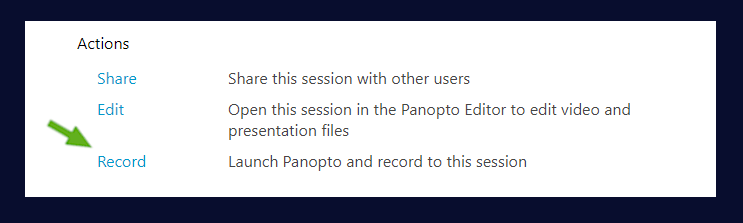 Actions
Share Share this session with other users
Edit Open this session in the Panopto Editor to edit video and
presentation files
Record Launch Panopto and record to this session